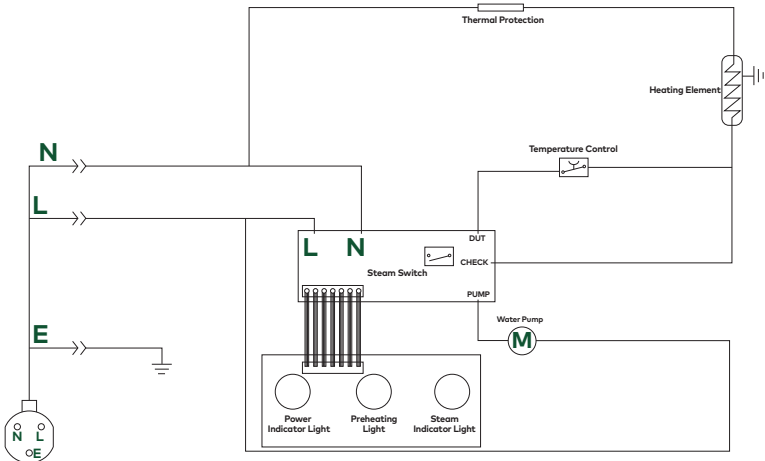 Thermal Protection
Heating Element
Temperature Control
N
L
L
N
DUT
CHECK
Steam Switch
PUMP
Water Pump
M
E
Power
Indicator Light
Preheating
Light
Steam
Indicator Light
N
L
E